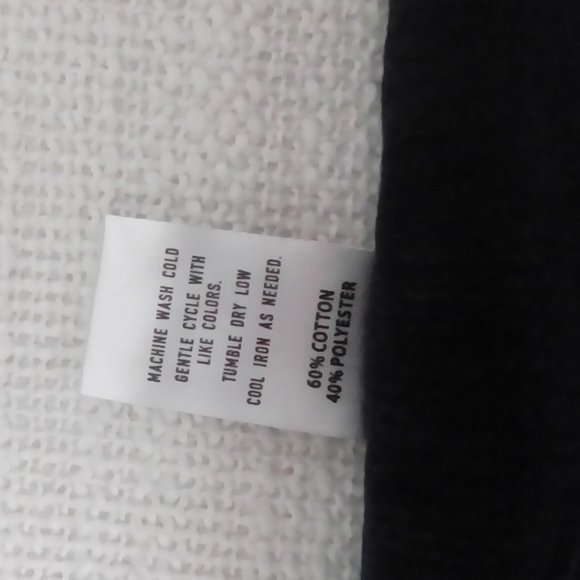 MACHINE WASH COLD
GENTLE CYCLE WITH
LIKE COLORS.
TUMBLE DRY LOW
COOL IRON AS NEEDED.
60% COTTON
40% POLYESTER